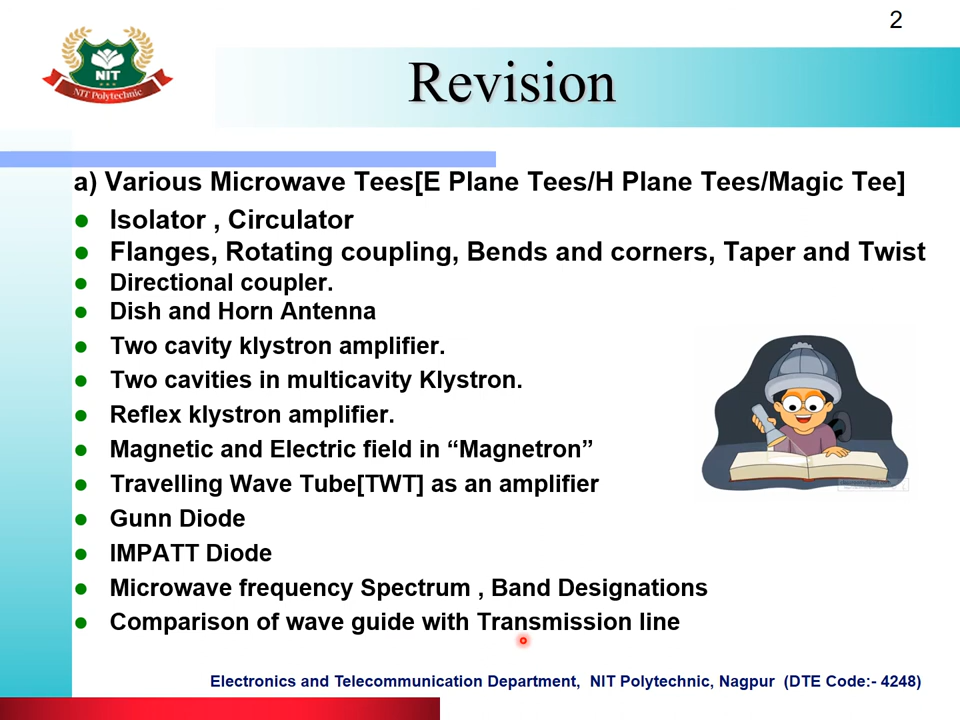 2
NIT
NIT Polytechnic
Revision
a) Various Microwave Tees[E Plane Tees/H Plane Tees/Magic Tee]
Isolator , Circulator
Flanges, Rotating coupling, Bends and corners, Taper and Twist
Directional coupler.
Dish and Horn Antenna
Two cavity klystron amplifier.
Two cavities in multicavity Klystron.
Reflex klystron amplifier.
Magnetic and Electric field in “Magnetron”
Travelling Wave Tube[TWT] as an amplifier
Gunn Diode
IMPATT Diode
Microwave frequency Spectrum , Band Designations
Comparison of wave guide with Transmission line
Electronics and Telecommunication Department, NIT Polytechnic, Nagpur (DTE Code:- 4248)